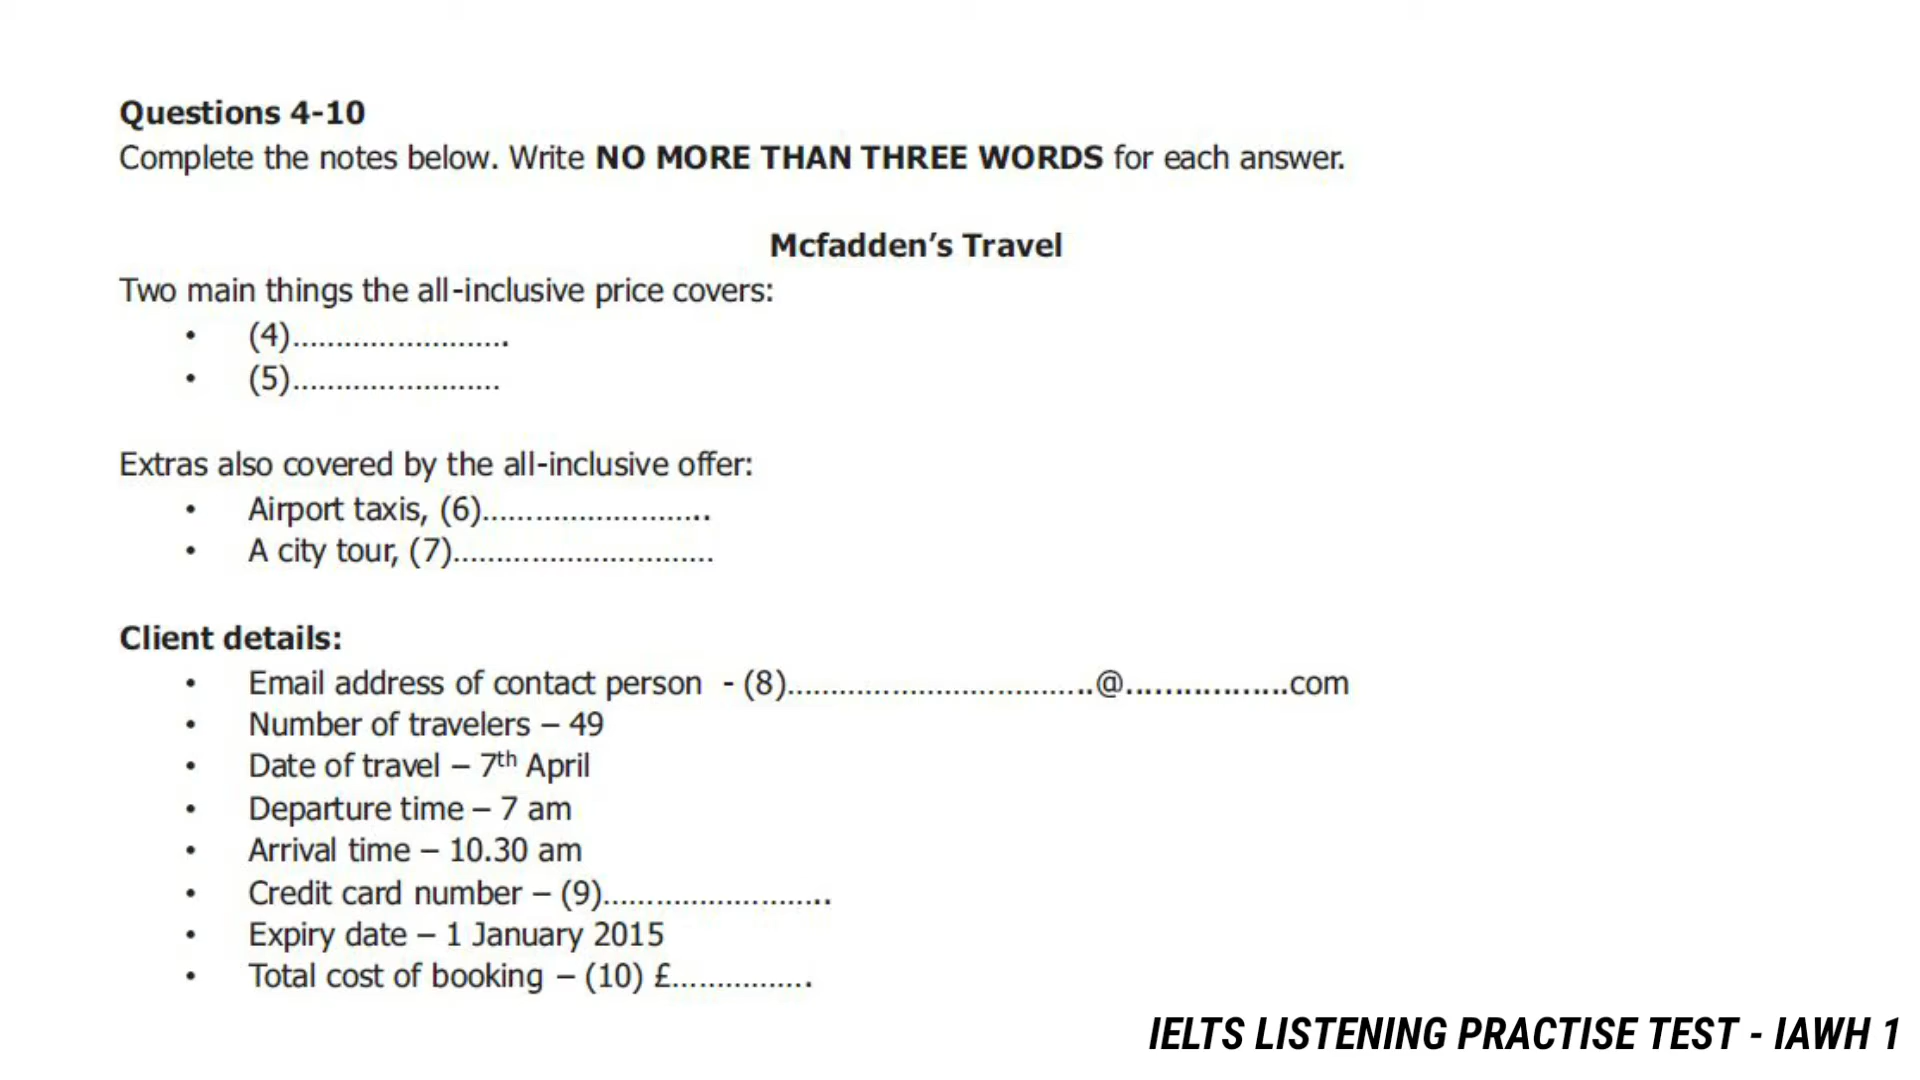 Questions 4-10
Complete the notes below. Write NO MORE THAN THREE WORDS for each answer.
Mcfadden’s Travel
Two main things the all-inclusive price covers:
• (4).........................
• (5)........................
Extras also covered by the all-inclusive offer:
• Airport taxis, (6)..........................
• A city tour, (7)..............................
Client details:
• Email address of contact person - (8)....................................@...................com
• Number of travelers – 49
• Date of travel – 7th April
• Departure time – 7 am
• Arrival time – 10.30 am
• Credit card number – (9)..........................
• Expiry date – 1 January 2015
• Total cost of booking – (10) £................
IELTS LISTENING PRACTISE TEST - IAWH 1